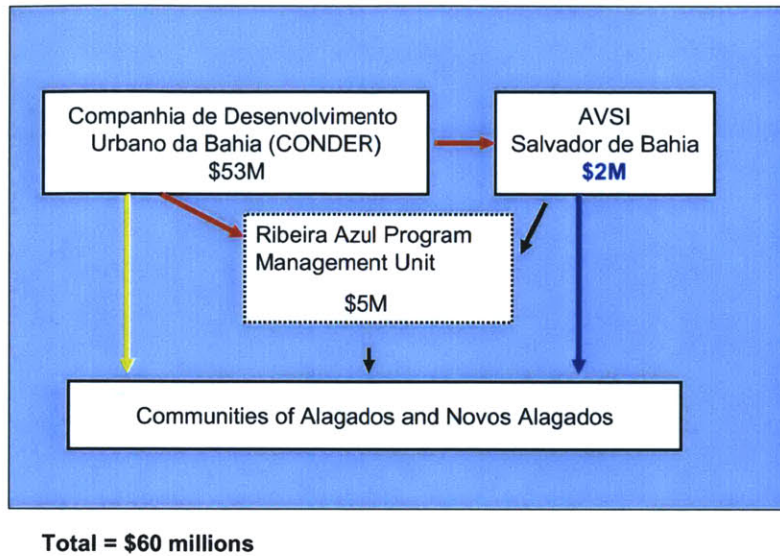 Companhia de Desenvolvimento
Urbano da Bahia (CONDER)
$53M
AVSI
Salvador de Bahia
$2M
Ribeira Azul Program
Management Unit
$5M
Communities of Alagados and Novos Alagados
Total = $60 millions